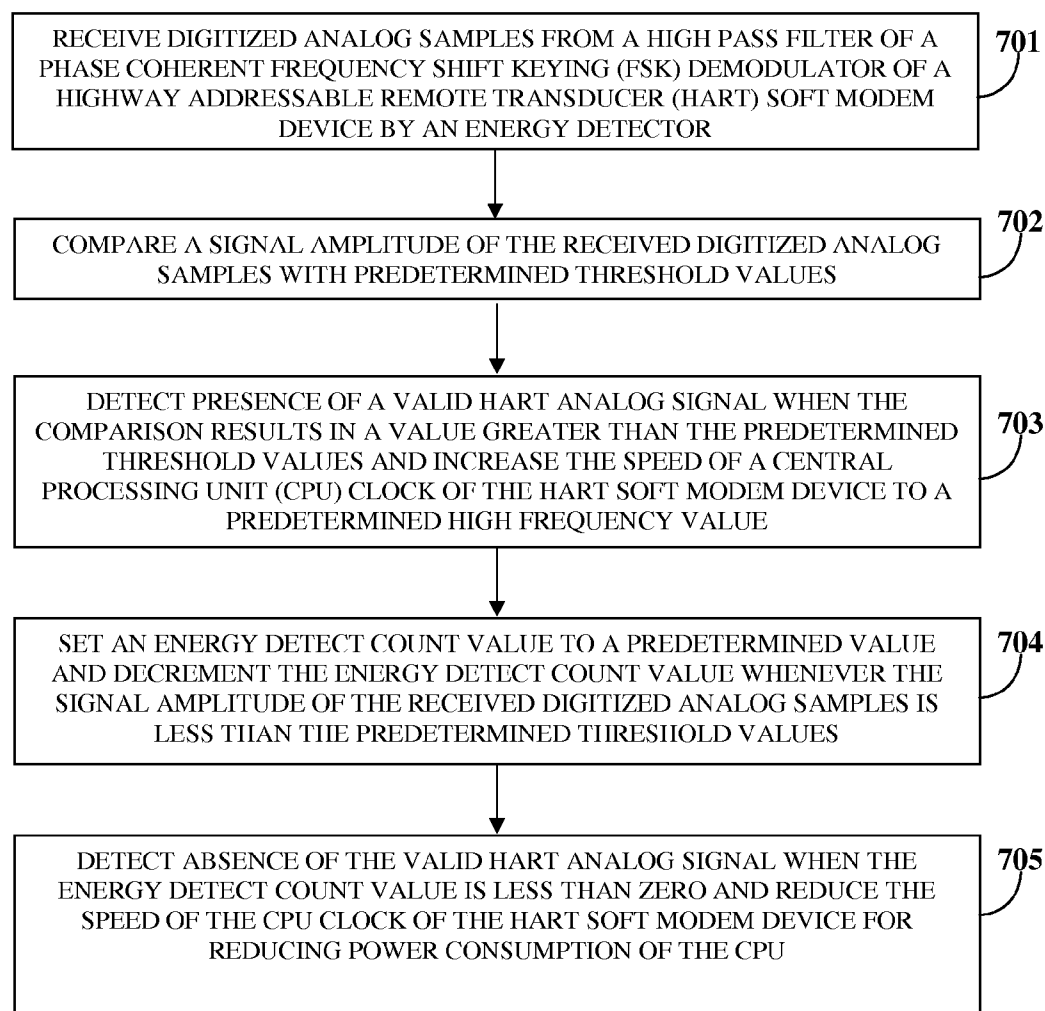 RECEIVE DIGITIZED ANALOG SAMPLES FROM A HIGH PASS FILTER OF A
PHASE COHERENT FREQUENCY SHIFT KEYING (FSK) DEMODULATOR OF A
HIGHWAY ADDRESSABLE REMOTE TRANSDUCER (HART) SOFT MODEM
DEVICE BY AN ENERGY DETECTOR
701
COMPARE A SIGNAL AMPLITUDE OF THE RECEIVED DIGITIZED ANALOG
SAMPLES WITH PREDETERMINED THRESHOLD VALUES
702
DETECT PRESENCE OF A VALID HART ANALOG SIGNAL WHEN THE
COMPARISON RESULTS IN A VALUE GREATER THAN THE PREDETERMINED
THRESHOLD VALUES AND INCREASE THE SPEED OF A CENTRAL
PROCESSING UNIT (CPU) CLOCK OF THE HART SOFT MODEM DEVICE TO A
PREDETERMINED HIGH FREQUENCY VALUE
703
SET AN ENERGY DETECT COUNT VALUE TO A PREDETERMINED VALUE
AND DECREMENT THE ENERGY DETECT COUNT VALUE WHENEVER THE
SIGNAL AMPLITUDE OF THE RECEIVED DIGITIZED ANALOG SAMPLES IS
LESS THAN THE PREDETERMINED THRESHOLD VALUES
704
DETECT ABSENCE OF THE VALID HART ANALOG SIGNAL WHEN THE
ENERGY DETECT COUNT VALUE IS LESS THAN ZERO AND REDUCE THE
SPEED OF THE CPU CLOCK OF THE HART SOFT MODEM DEVICE FOR
REDUCING POWER CONSUMPTION OF THE CPU
705